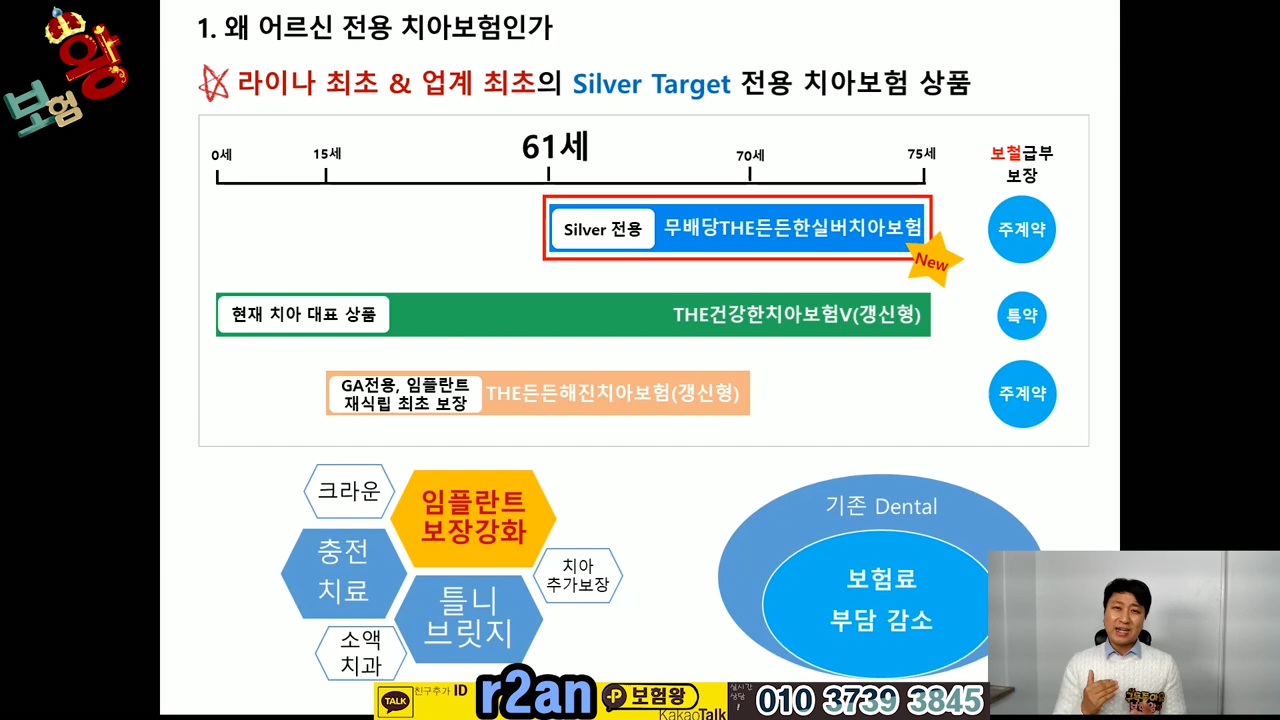 보험
왕
1. 왜 어르신 전용 치아보험인가
라이나 최초 & 업계 최초의 Silver Target 전용 치아보험 상품
0세
15세
61세
70세
75세
보철급부
보장
Silver 전용
무배당THE든든한실버치아보험
New
주계약
현재 치아 대표 상품
THE건강한치아보험V(갱신형)
특약
GA전용, 임플란트
재식립 최초 보장
THE든든해진치아보험(갱신형)
주계약
크라운
임플란트
보장강화
충전
치료
치아
추가보장
틀니
브릿지
소액
치과
기존 Dental
보험료
부담 감소
TALK
친구추가 ID
r2an
P 보험왕
KakaoTalk
실시간
상담
010 3739 3845